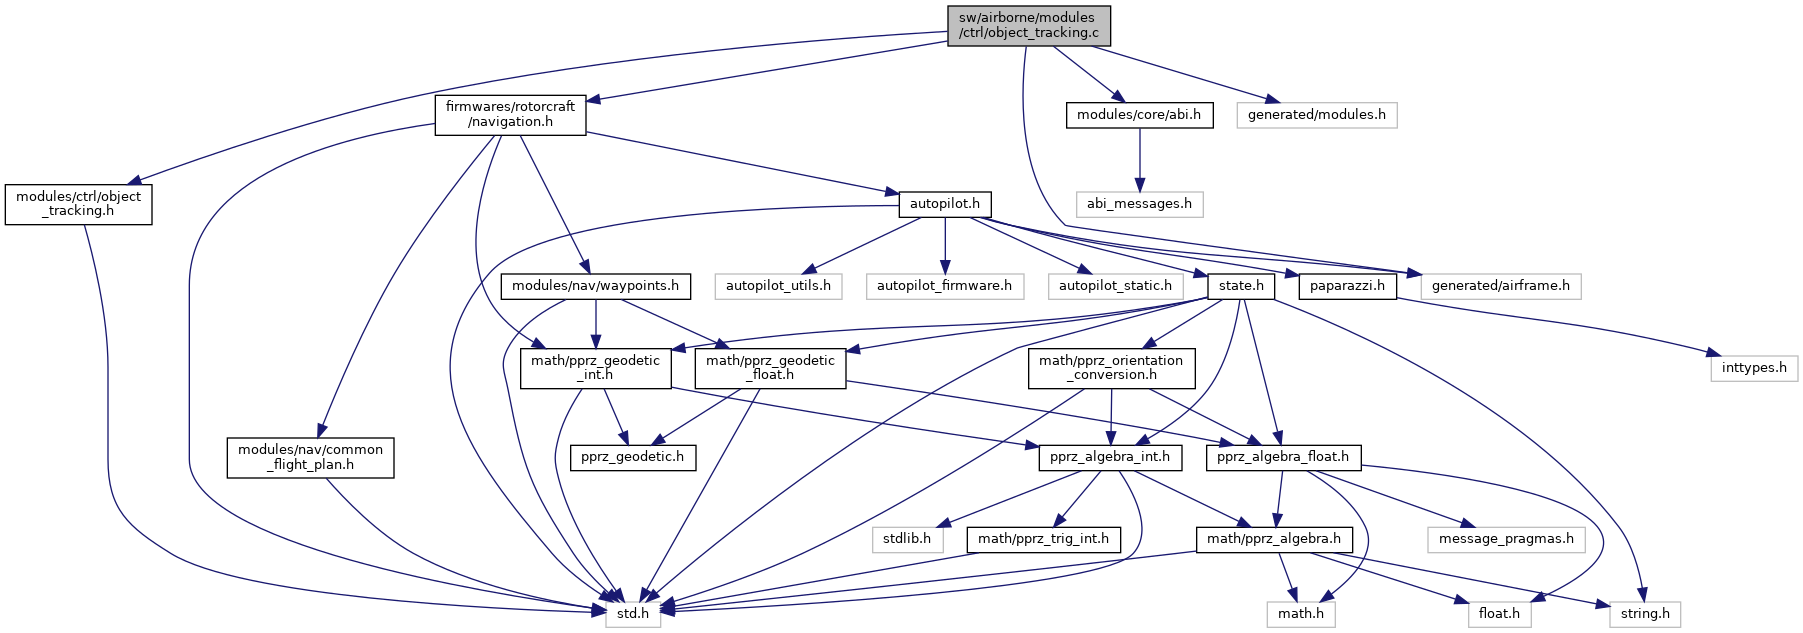 sw/airborne/modules
/ctrl/object_tracking.c
firmwares/rotorcraft
/navigation.h
modules/core/abi.h
generated/modules.h
modules/ctrl/object
_tracking.h
autopilot.h
abi_messages.h
modules/nav/waypoints.h
autopilot_utils.h
autopilot_firmware.h
autopilot_static.h
state.h
paparazzi.h
generated/airframe.h
math/pprz_geodetic
_int.h
math/pprz_geodetic
_float.h
math/pprz_orientation
_conversion.h
inttypes.h
modules/nav/common
_flight_plan.h
pprz_geodetic.h
pprz_algebra_int.h
pprz_algebra_float.h
stdlib.h
math/pprz_trig_int.h
math/pprz_algebra.h
message_pragmas.h
std.h
math.h
float.h
string.h